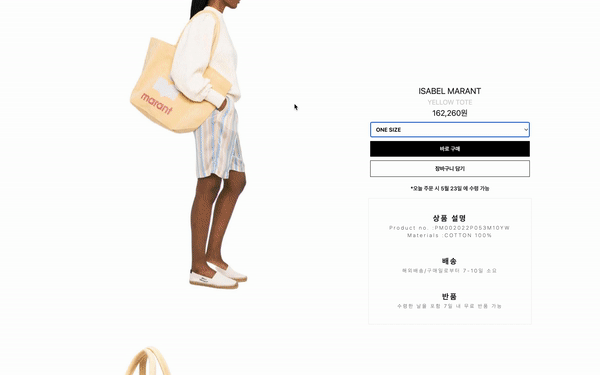 marant
ISABEL MARANT
YELLOW TOTE
162,260원
ONE SIZE
바로 구매
장바구니 담기
*오늘 주문 시 5월 23일 에 수령 가능
상품 설명
Product no. :PM002022P053M10YW
Materials :COTTON 100%
배송
해외배송/구매일로부터 7-10일 소요
반품
수령한 날을 포함 7일 내 무료 반품 가능